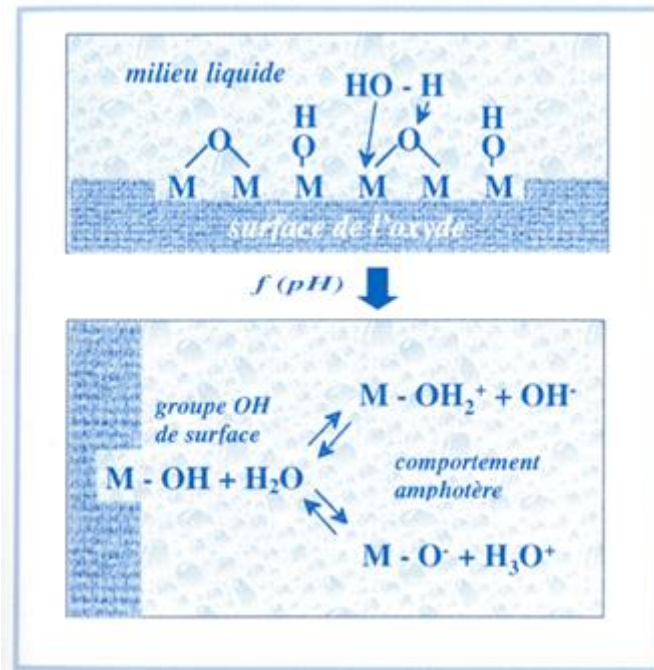 milieu liquide
HO - H
H
H
O
O
O
O
M M M M M M
surface de l'oxyde
f (pH)
M - OH₂⁺ + OH⁻
groupe OH
de surface
M - OH + H₂O
comportement
amphotère
M - O⁻ + H₃O⁺